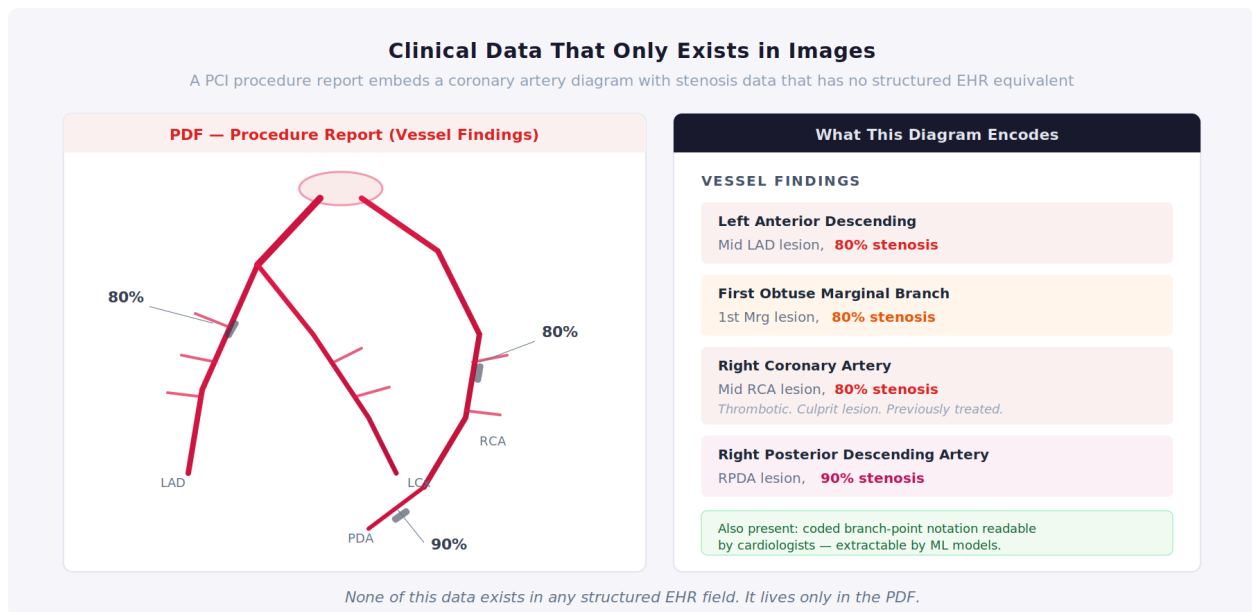 Clinical Data That Only Exists in Images
A PCI procedure report embeds a coronary artery diagram with stenosis data that has no structured EHR equivalent
PDF — Procedure Report (Vessel Findings)
80%
80%
RCA
LAD
LCX
PDA
90%
What This Diagram Encodes
VESSEL FINDINGS
Left Anterior Descending
Mid LAD lesion, 80% stenosis
First Obtuse Marginal Branch
1st Mrg lesion, 80% stenosis
Right Coronary Artery
Mid RCA lesion, 80% stenosis
Thrombotic. Culprit lesion. Previously treated.
Right Posterior Descending Artery
RPDA lesion, 90% stenosis
Also present: coded branch-point notation readable
by cardiologists — extractable by ML models.
None of this data exists in any structured EHR field. It lives only in the PDF.